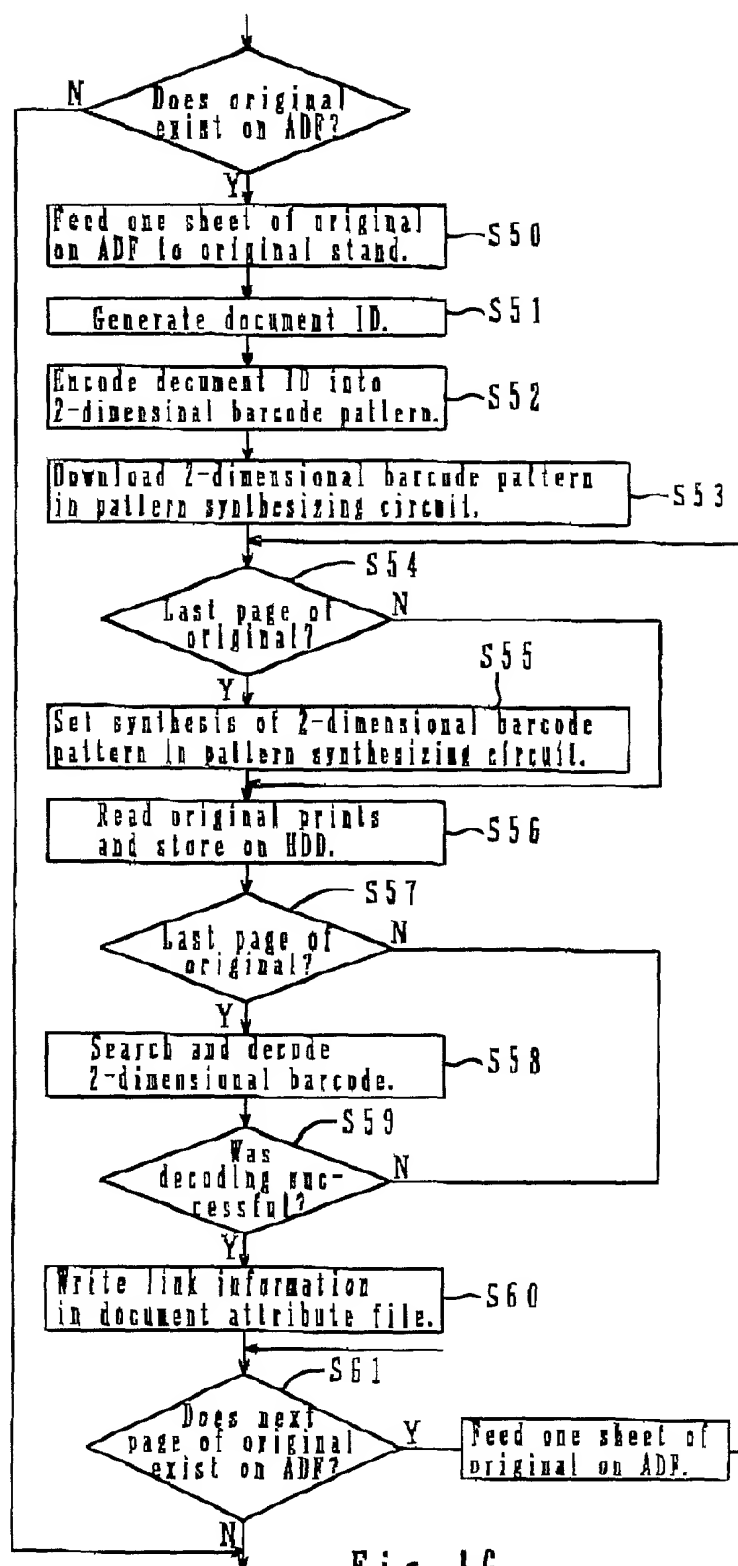 Does original
exist on ADF?
N
Y
Feed one sheet of original
on ADF to original stand.
S50
Generate document ID.
S51
Encode document ID into
2-dimensinal barcode pattern.
S52
Download 2-dimensional barcode pattern
in pattern synthesizing circuit.
S53
S54
Last page of
original?
N
Y
S55
Set synthesis of 2-dimensional barcode
pattern in pattern synthesizing circuit.
Read original prints
and store on HDD.
S56
S57
Last page of
original?
N
Y
Search and decode
2-dimensional barcode.
S58
S59
Was
decoding suc-
cessful?
N
Y
Write link information
in document attribute file.
S60
S61
Does next
page of original
exist on ADF?
Y
Feed one sheet of
original on ADF.
N